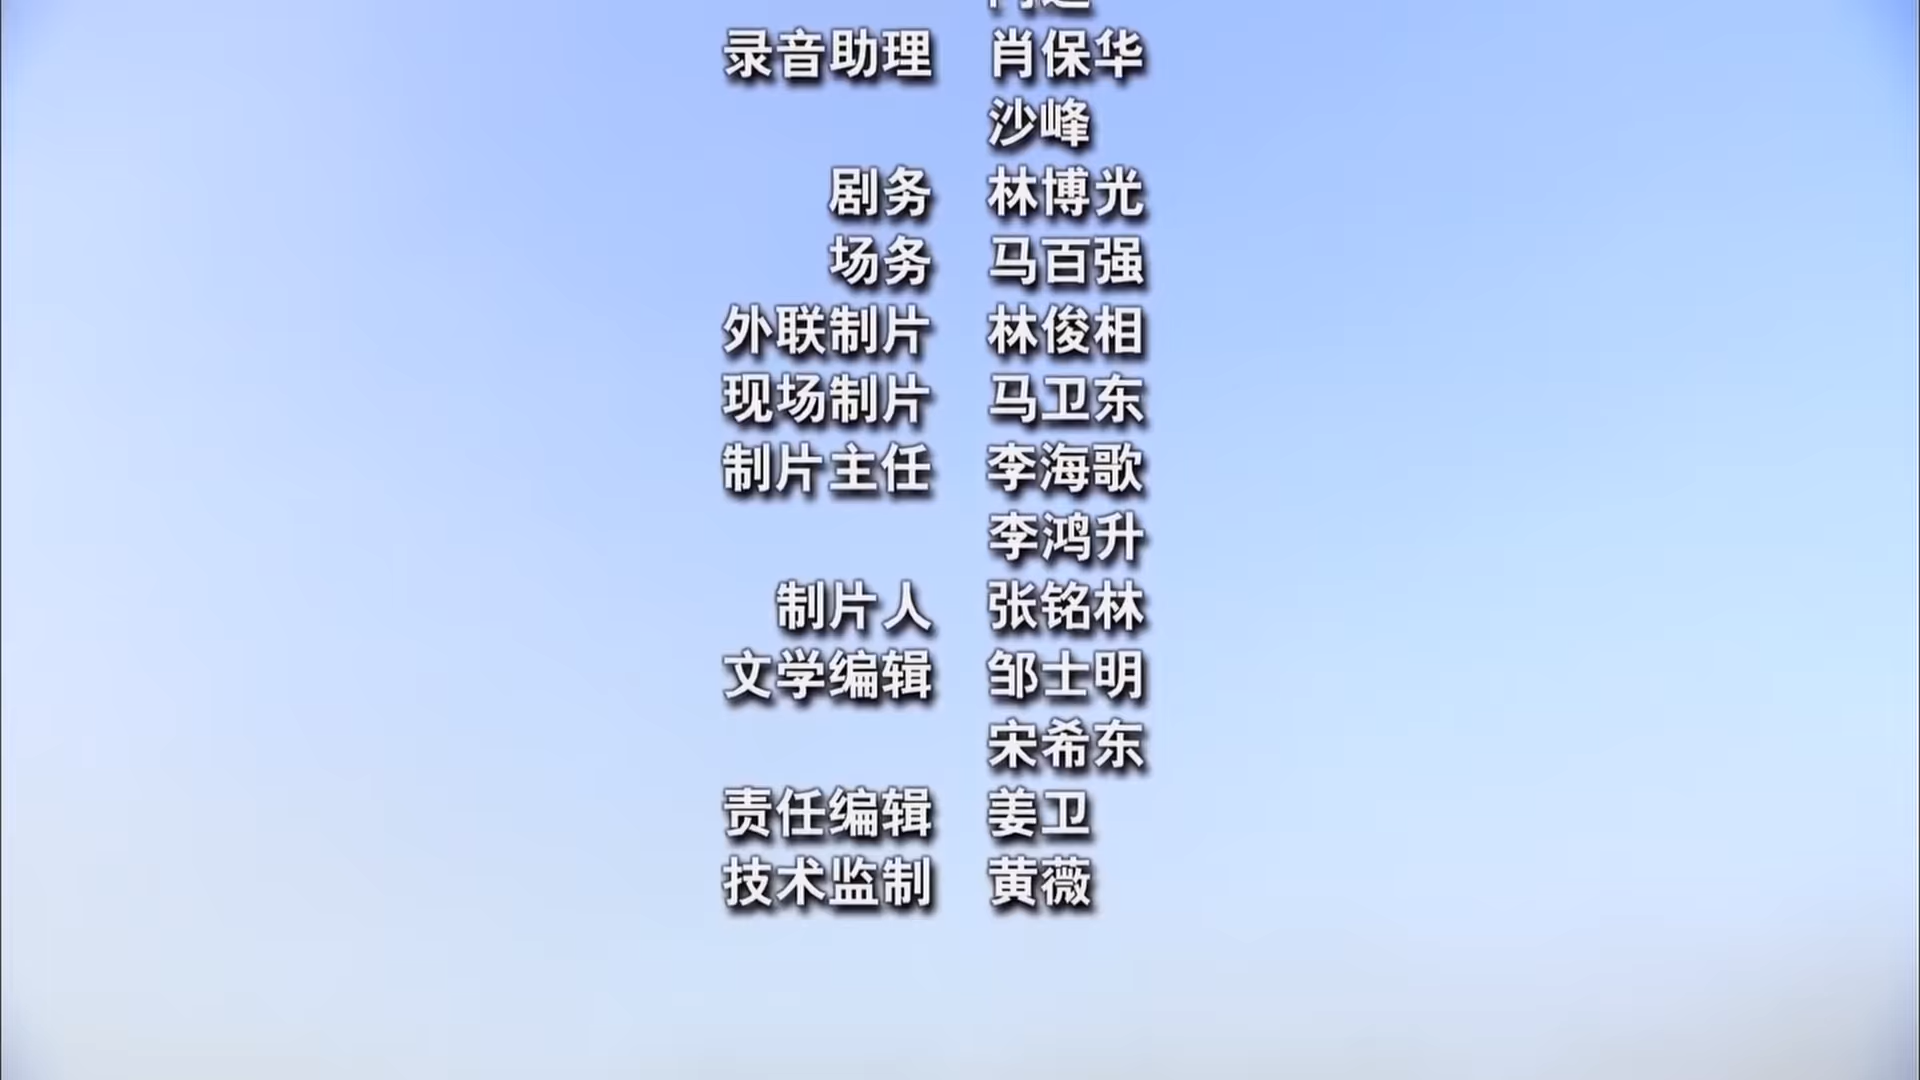 录音助理 肖保华
沙峰
剧务 林博光
场务 马百强
外联制片 林俊相
现场制片 马卫东
制片主任 李海歌
李鸿升
制片人 张铭林
文学编辑 邹士明
宋希东
责任编辑 姜卫
技术监制 黄薇